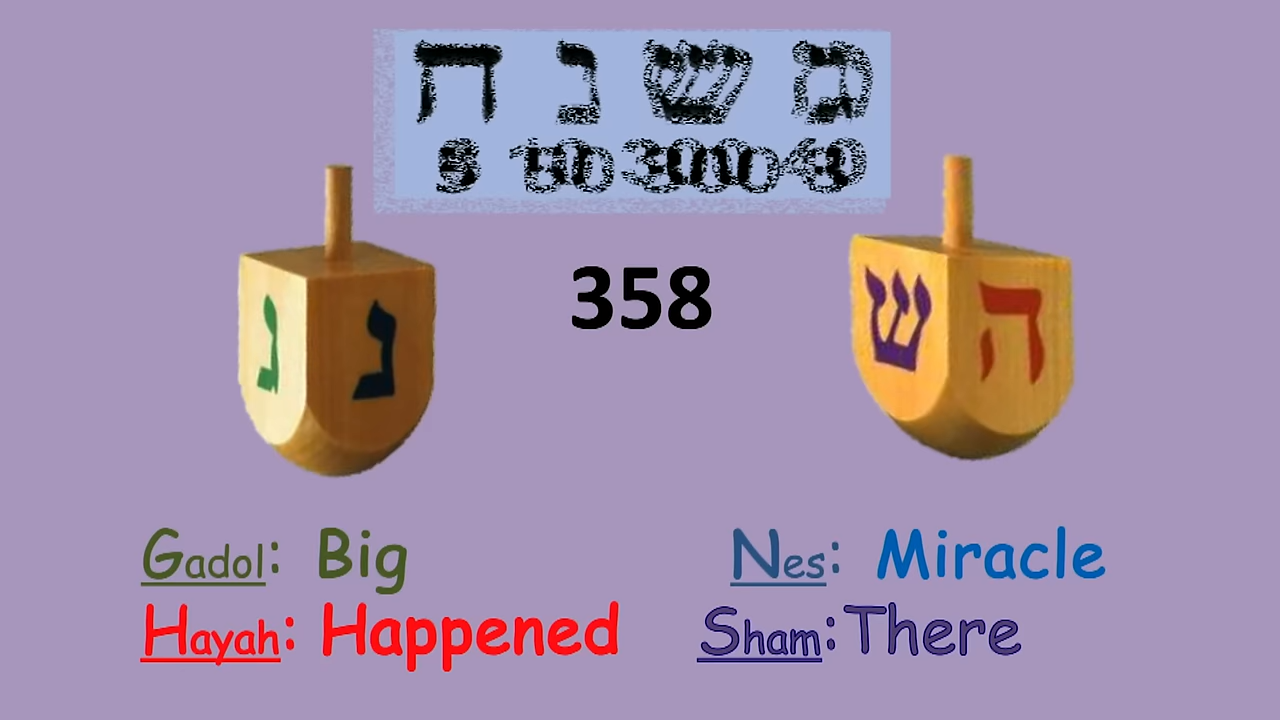 358
ג נ
ש ה
Gadol: Big
Nes: Miracle
Hayah: Happened
Sham: There